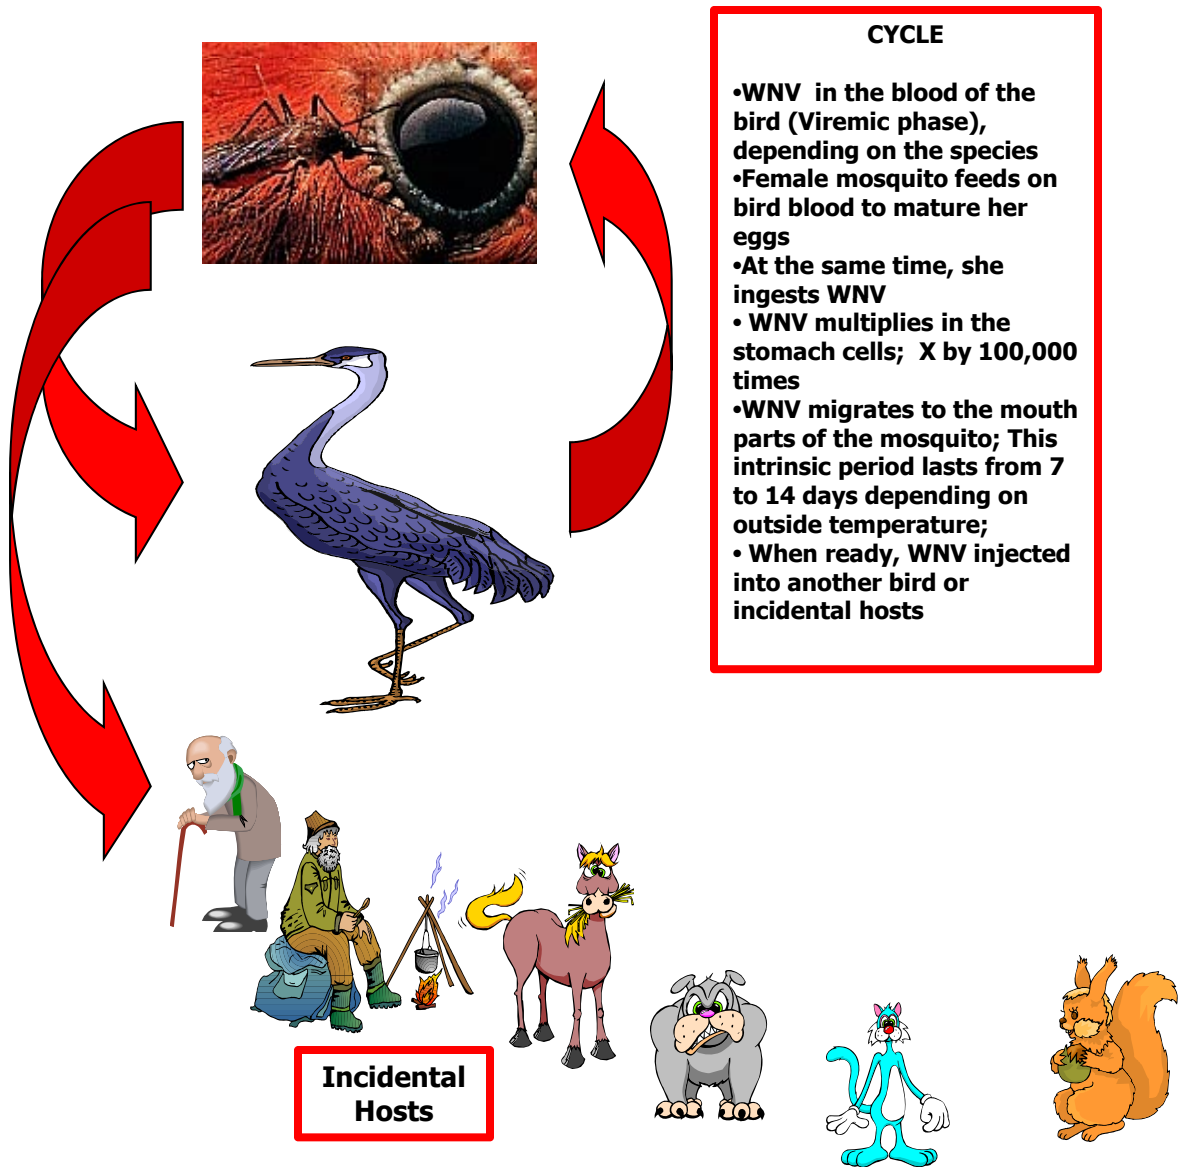 CYCLE
•WNV  in the blood of the
bird (Viremic phase),
depending on the species
•Female mosquito feeds on
bird blood to mature her
eggs
•At the same time, she
ingests WNV
• WNV multiplies in the
stomach cells;  X by 100,000
times
•WNV migrates to the mouth
parts of the mosquito; This
intrinsic period lasts from 7
to 14 days depending on
outside temperature;
• When ready, WNV injected
into another bird or
incidental hosts
Incidental
Hosts